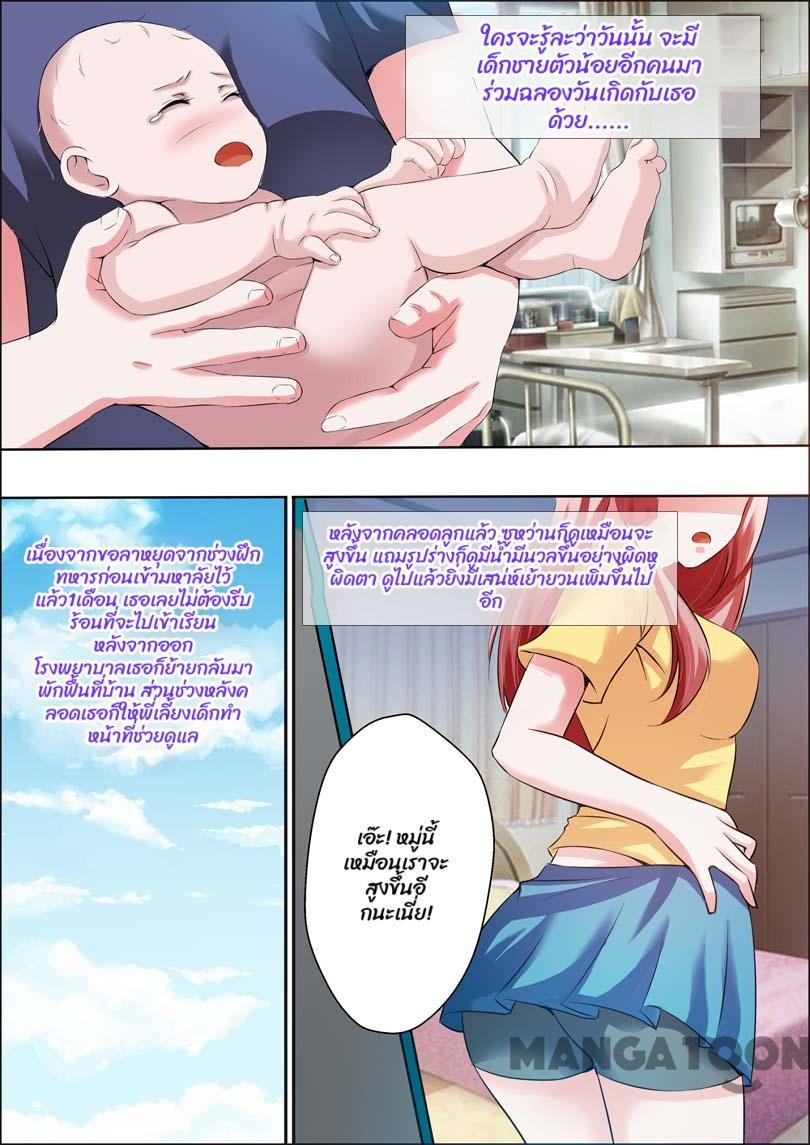 ใครจะรู้ละว่าวันนั้น จะมี
เด็กชายตัวน้อยอีกคนมา
ร่วมฉลองวันเกิดกับเธอ
ด้วย......
เนื่องจากขอลาหยุดจากช่วงฝึก
ทหารก่อนเข้ามหาลัยไว้
แล้ว1เดือน เธอเลยไม่ต้องรีบ
ร้อนที่จะไปเข้าเรียน
หลังจากออก
โรงพยาบาลเธอก็ย้ายกลับมา
พักฟื้นที่บ้าน ส่วนช่วงหลังค
ลอดเธอก็ให้พี่เลี้ยงเด็กทำ
หน้าที่ช่วยดูแล
หลังจากคลอดลูกแล้ว ซูหว่านก็ดูเหมือนจะ
สูงขึ้น แถมรูปร่างก็ดูมีน้ำมีนวลขึ้นอย่างผิดหู
ผิดตา ดูไปแล้วยิ่งมีเสน่ห์เย้ายวนเพิ่มขึ้นไป
อีก
เอ๊ะ! หมู่นี้
เหมือนเราจะ
สูงขึ้นอี
กนะเนี่ย!
MANGATOON